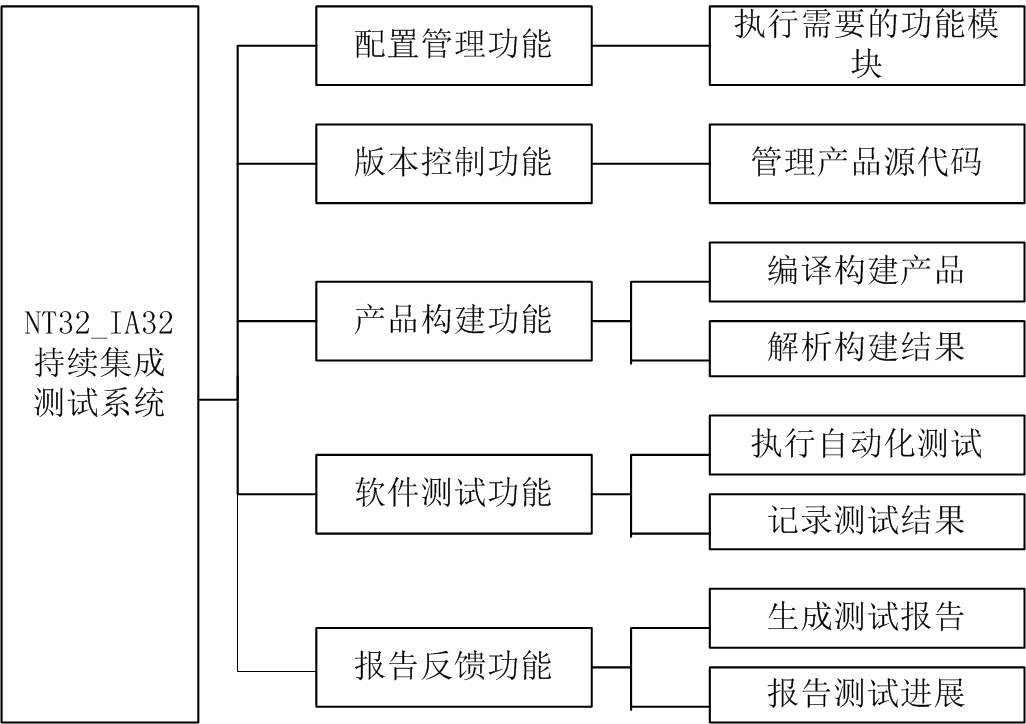 NT32_IA32
持续集成
测试系统
配置管理功能
执行需要的功能模
块
版本控制功能
管理产品源代码
产品构建功能
编译构建产品
解析构建结果
软件测试功能
执行自动化测试
记录测试结果
报告反馈功能
生成测试报告
报告测试进展